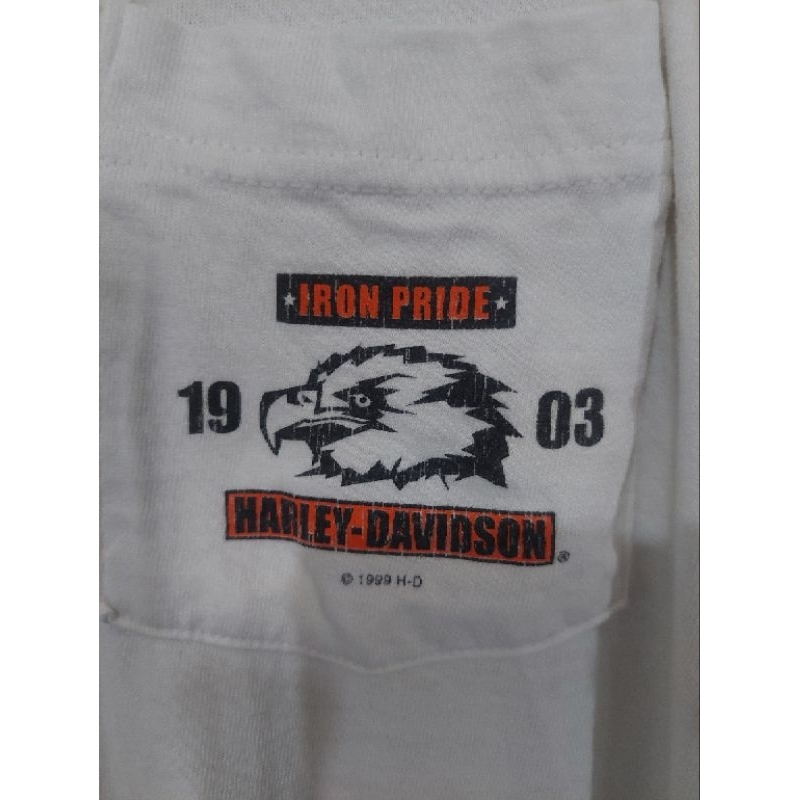 IRON PRIDE
19 03
HARLEY-DAVIDSON®
© 1999 H-D